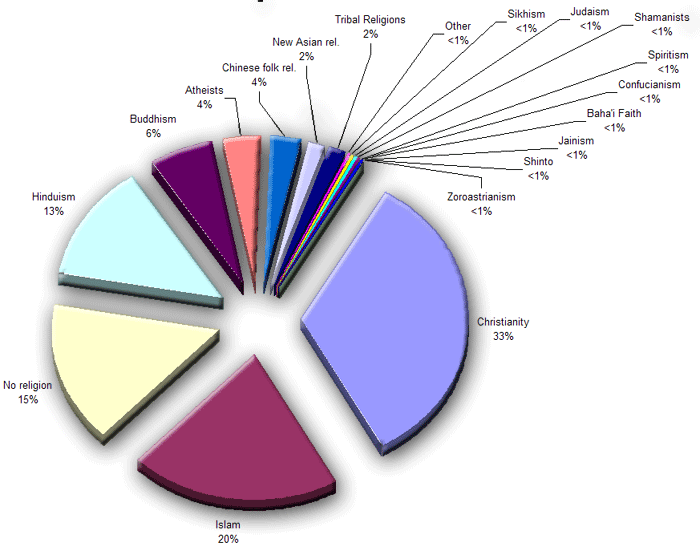 Tribal Religions
2%
Other
<1%
Sikhism
<1%
Judaism
<1%
Shamanists
<1%
Spiritism
<1%
Confucianism
<1%
Baha'i Faith
<1%
Jainism
<1%
Shinto
<1%
Zoroastrianism
<1%
New Asian rel.
2%
Chinese folk rel.
4%
Atheists
4%
Buddhism
6%
Hinduism
13%
No religion
15%
Islam
20%
Christianity
33%